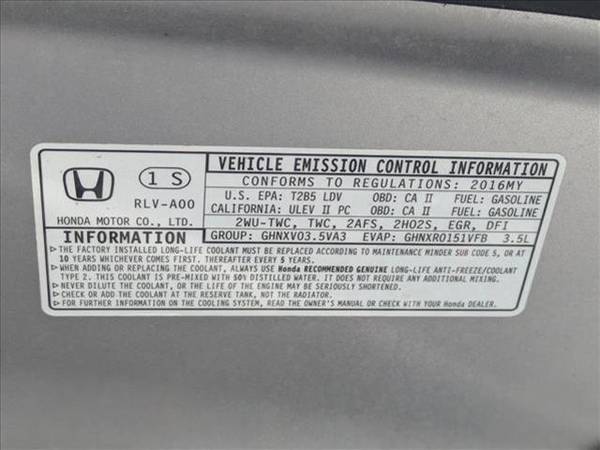 1 S
RLV-A00
HONDA MOTOR CO., LTD.
VEHICLE EMISSION CONTROL INFORMATION
CONFORMS TO REGULATIONS: 2016MY
U.S. EPA: T2B5 LDV OBD: CA II FUEL: GASOLINE
CALIFORNIA: ULEV II PC OBD: CA II FUEL: GASOLINE
2WU-TWC, TWC, 2AFS, 2HO2S, EGR, DFI
INFORMATION
GROUP: GHNXV03.5VA3 EVAP: GHNXR0151VFB 3.5L
▷THE FACTORY INSTALLED LONG-LIFE COOLANT MUST BE REPLACED ACCORDING TO MAINTENANCE MINDER SUB CODE 5, OR AT
10 YEARS WHICHEVER COMES FIRST. THEREAFTER EVERY 5 YEARS.
▷WHEN REPLACING THE COOLANT, ALWAYS USE Honda RECOMMENDED GENUINE LONG-LIFE ANTI-FREEZE/COOLANT
TYPE 2. THIS COOLANT IS PRE-MIXED WITH 50% DISTILLED WATER. IT DOES NOT REQUIRE ANY ADDITIONAL MIXING.
▷NEVER DILUTE THE COOLANT, OR THE LIFE OF THE ENGINE MAY BE SERIOUSLY SHORTENED.
▷CHECK OR ADD THE COOLANT AT THE RESERVE TANK, NOT THE RADIATOR.
▷FOR FURTHER INFORMATION ON THE COOLING SYSTEM, READ THE OWNER'S MANUAL OR CHECK WITH YOUR Honda DEALER.